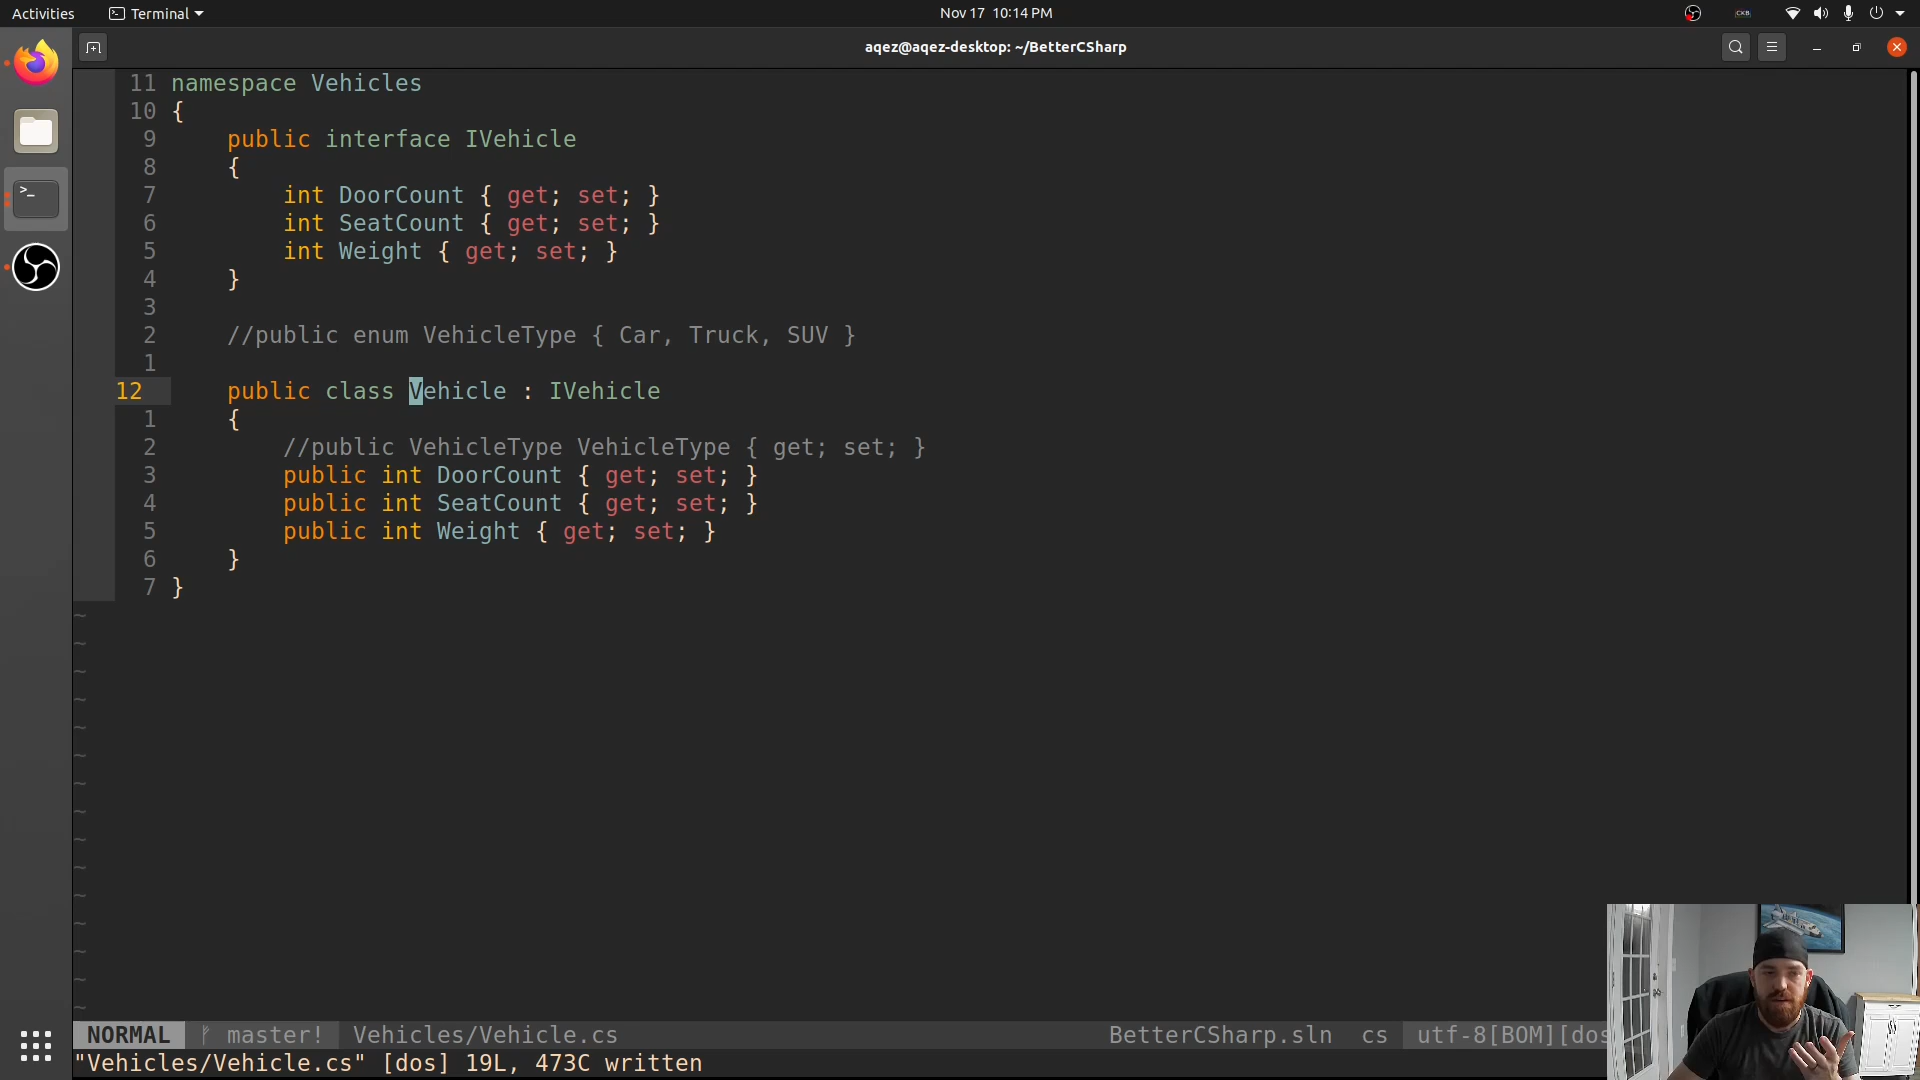 Activities
Terminal
Nov 17 10:14 PM
aqez@aqez-desktop: ~/BetterCSharp
11 namespace Vehicles
10 {
9 public interface IVehicle
8 {
7 int DoorCount { get; set; }
6 int SeatCount { get; set; }
5 int Weight { get; set; }
4 }
3
2 //public enum VehicleType { Car, Truck, SUV }
1
12 public class Vehicle : IVehicle
1 {
2 //public VehicleType VehicleType { get; set; }
3 public int DoorCount { get; set; }
4 public int SeatCount { get; set; }
5 public int Weight { get; set; }
6 }
7 }
NORMAL master! Vehicles/Vehicle.cs BetterCSharp.sln cs utf-8[BOM][dos
"Vehicles/Vehicle.cs" [dos] 19L, 473C written